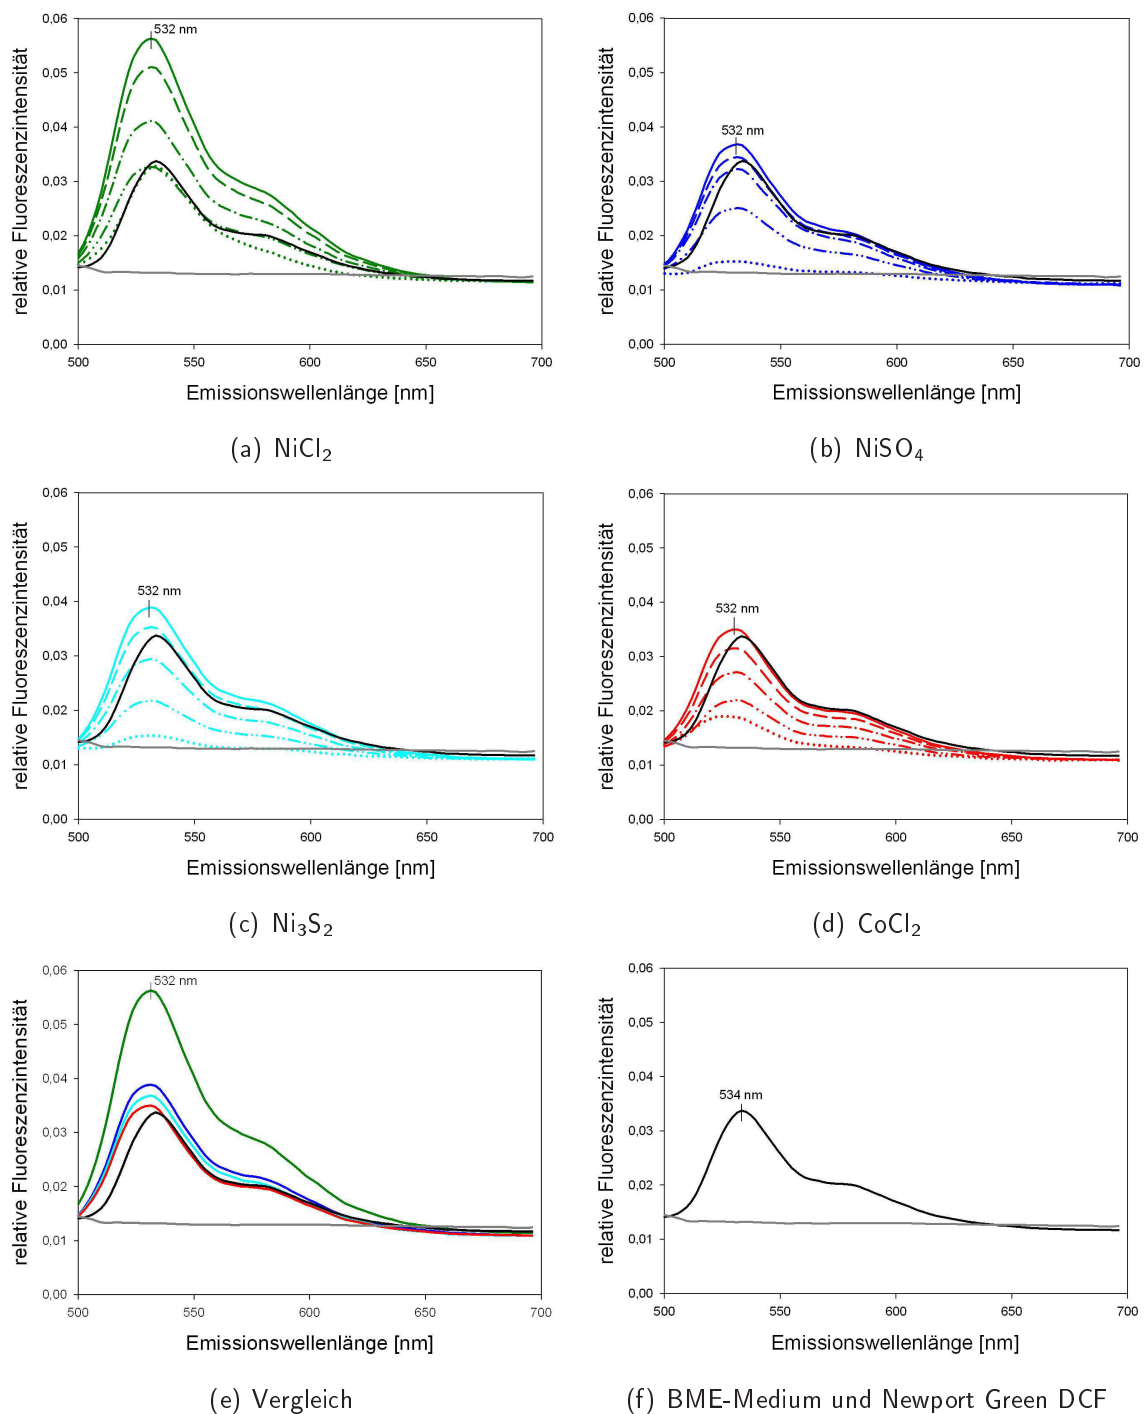 relative Fluoreszenzintensität
0,06
0,05
0,04
0,03
0,02
0,01
0,00
532 nm
500 550 600 650 700
Emissionswellenlänge [nm]
(a) NiCl₂
relative Fluoreszenzintensität
0,06
0,05
0,04
0,03
0,02
0,01
0,00
532 nm
500 550 600 650 700
Emissionswellenlänge [nm]
(b) NiSO₄
relative Fluoreszenzintensität
0,06
0,05
0,04
0,03
0,02
0,01
0,00
532 nm
500 550 600 650 700
Emissionswellenlänge [nm]
(c) Ni₃S₂
relative Fluoreszenzintensität
0,06
0,05
0,04
0,03
0,02
0,01
0,00
532 nm
500 550 600 650 700
Emissionswellenlänge [nm]
(d) CoCl₂
relative Fluoreszenzintensität
0,06
0,05
0,04
0,03
0,02
0,01
0,00
532 nm
500 550 600 650 700
Emissionswellenlänge [nm]
(e) Vergleich
relative Fluoreszenzintensität
0,06
0,05
0,04
0,03
0,02
0,01
0,00
534 nm
500 550 600 650 700
Emissionswellenlänge [nm]
(f) BME-Medium und Newport Green DCF